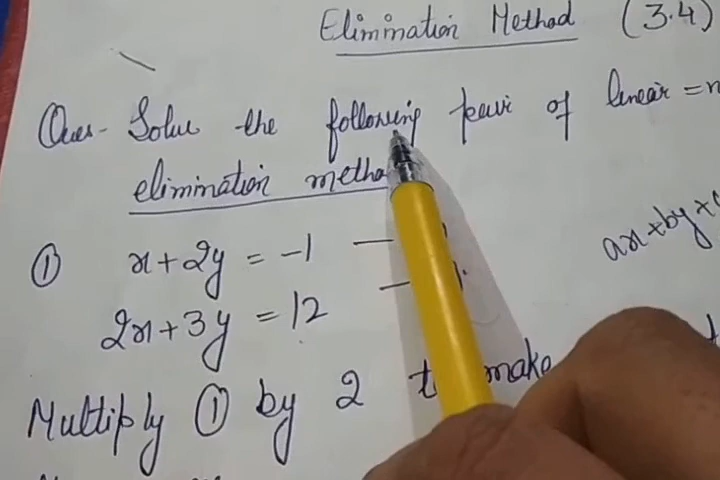 Elimination Method (3.4)
Ques- Solve the following pair of linear =n
elimination metho
ax+by+
① x+2y = -1 —
2x+3y = 12 —
Multiply ① by 2 t make